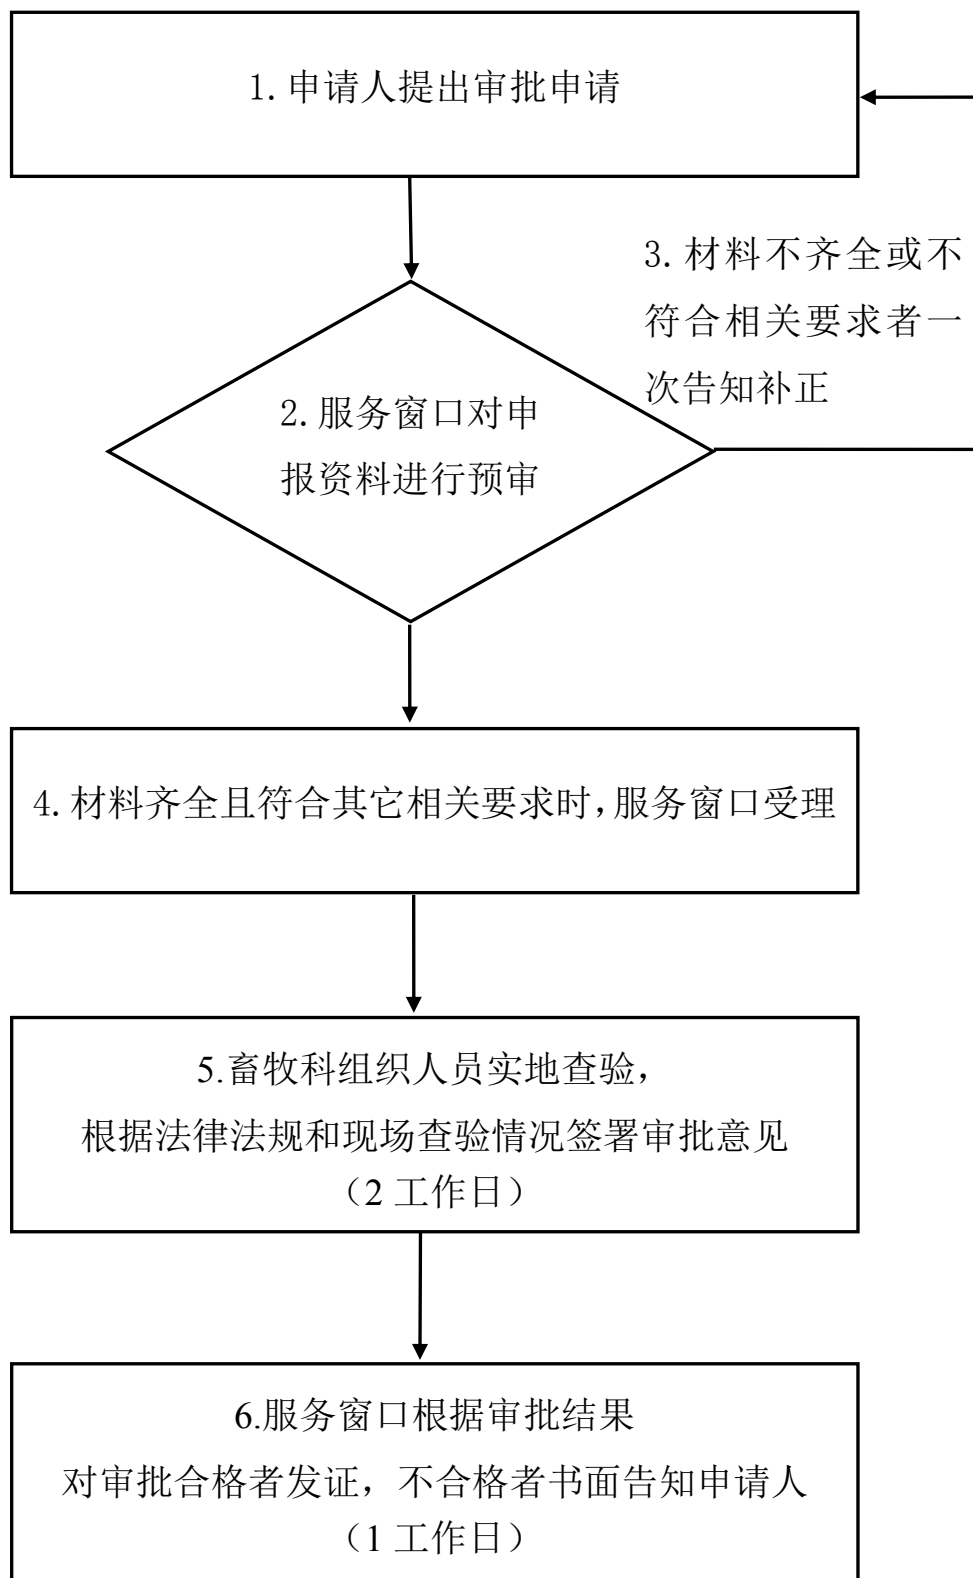 1.申请人提出审批申请
3.材料不齐全或不
符合相关要求者一
次告知补正
2.服务窗口对申
报资料进行预审
4.材料齐全且符合其它相关要求时,服务窗口受理
5.畜牧科组织人员实地查验，
根据法律法规和现场查验情况签署审批意见
（2 工作日）
6.服务窗口根据审批结果
对审批合格者发证，不合格者书面告知申请人
（1 工作日）